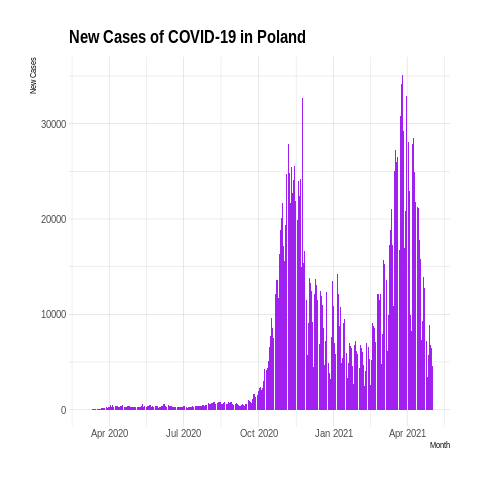 New Cases of COVID-19 in Poland
New Cases
30000
20000
10000
0
Apr 2020 Jul 2020 Oct 2020 Jan 2021 Apr 2021
Month